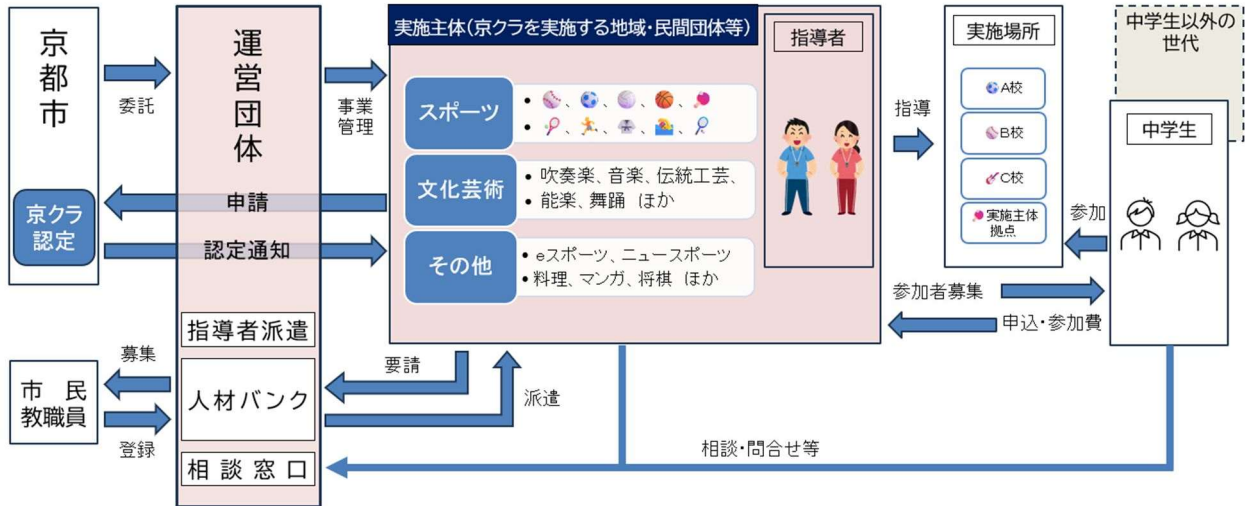 京都市
委託
京クラ
認定
運営団体
事業
管理
申請
認定通知
指導者派遣
人材バンク
相談窓口
市民
教職員
募集
登録
実施主体(京クラを実施する地域・民間団体等)
スポーツ
文化芸術
• 吹奏楽、音楽、伝統工芸、
• 能楽、舞踊 ほか
その他
• eスポーツ、ニュースポーツ
• 料理、マンガ、将棋 ほか
指導者
要請
派遣
指導
実施場所
A校
B校
C校
実施主体
拠点
参加
中学生以外の
世代
中学生
参加者募集
申込・参加費
相談・問合せ等